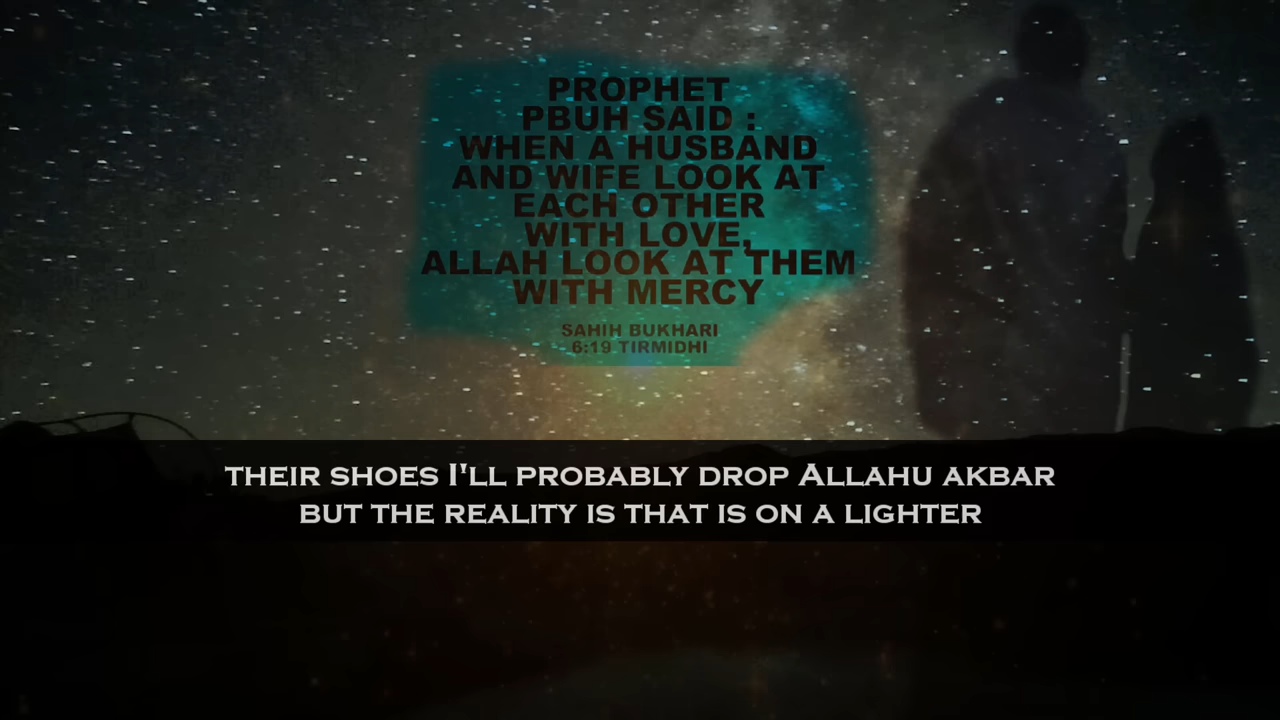 PROPHET
PBUH SAID :
WHEN A HUSBAND
AND WIFE LOOK AT
EACH OTHER
WITH LOVE,
ALLAH LOOK AT THEM
WITH MERCY
SAHIH BUKHARI
6:19 TIRMIDHI
THEIR SHOES I'LL PROBABLY DROP ALLAHU AKBAR
BUT THE REALITY IS THAT IS ON A LIGHTER